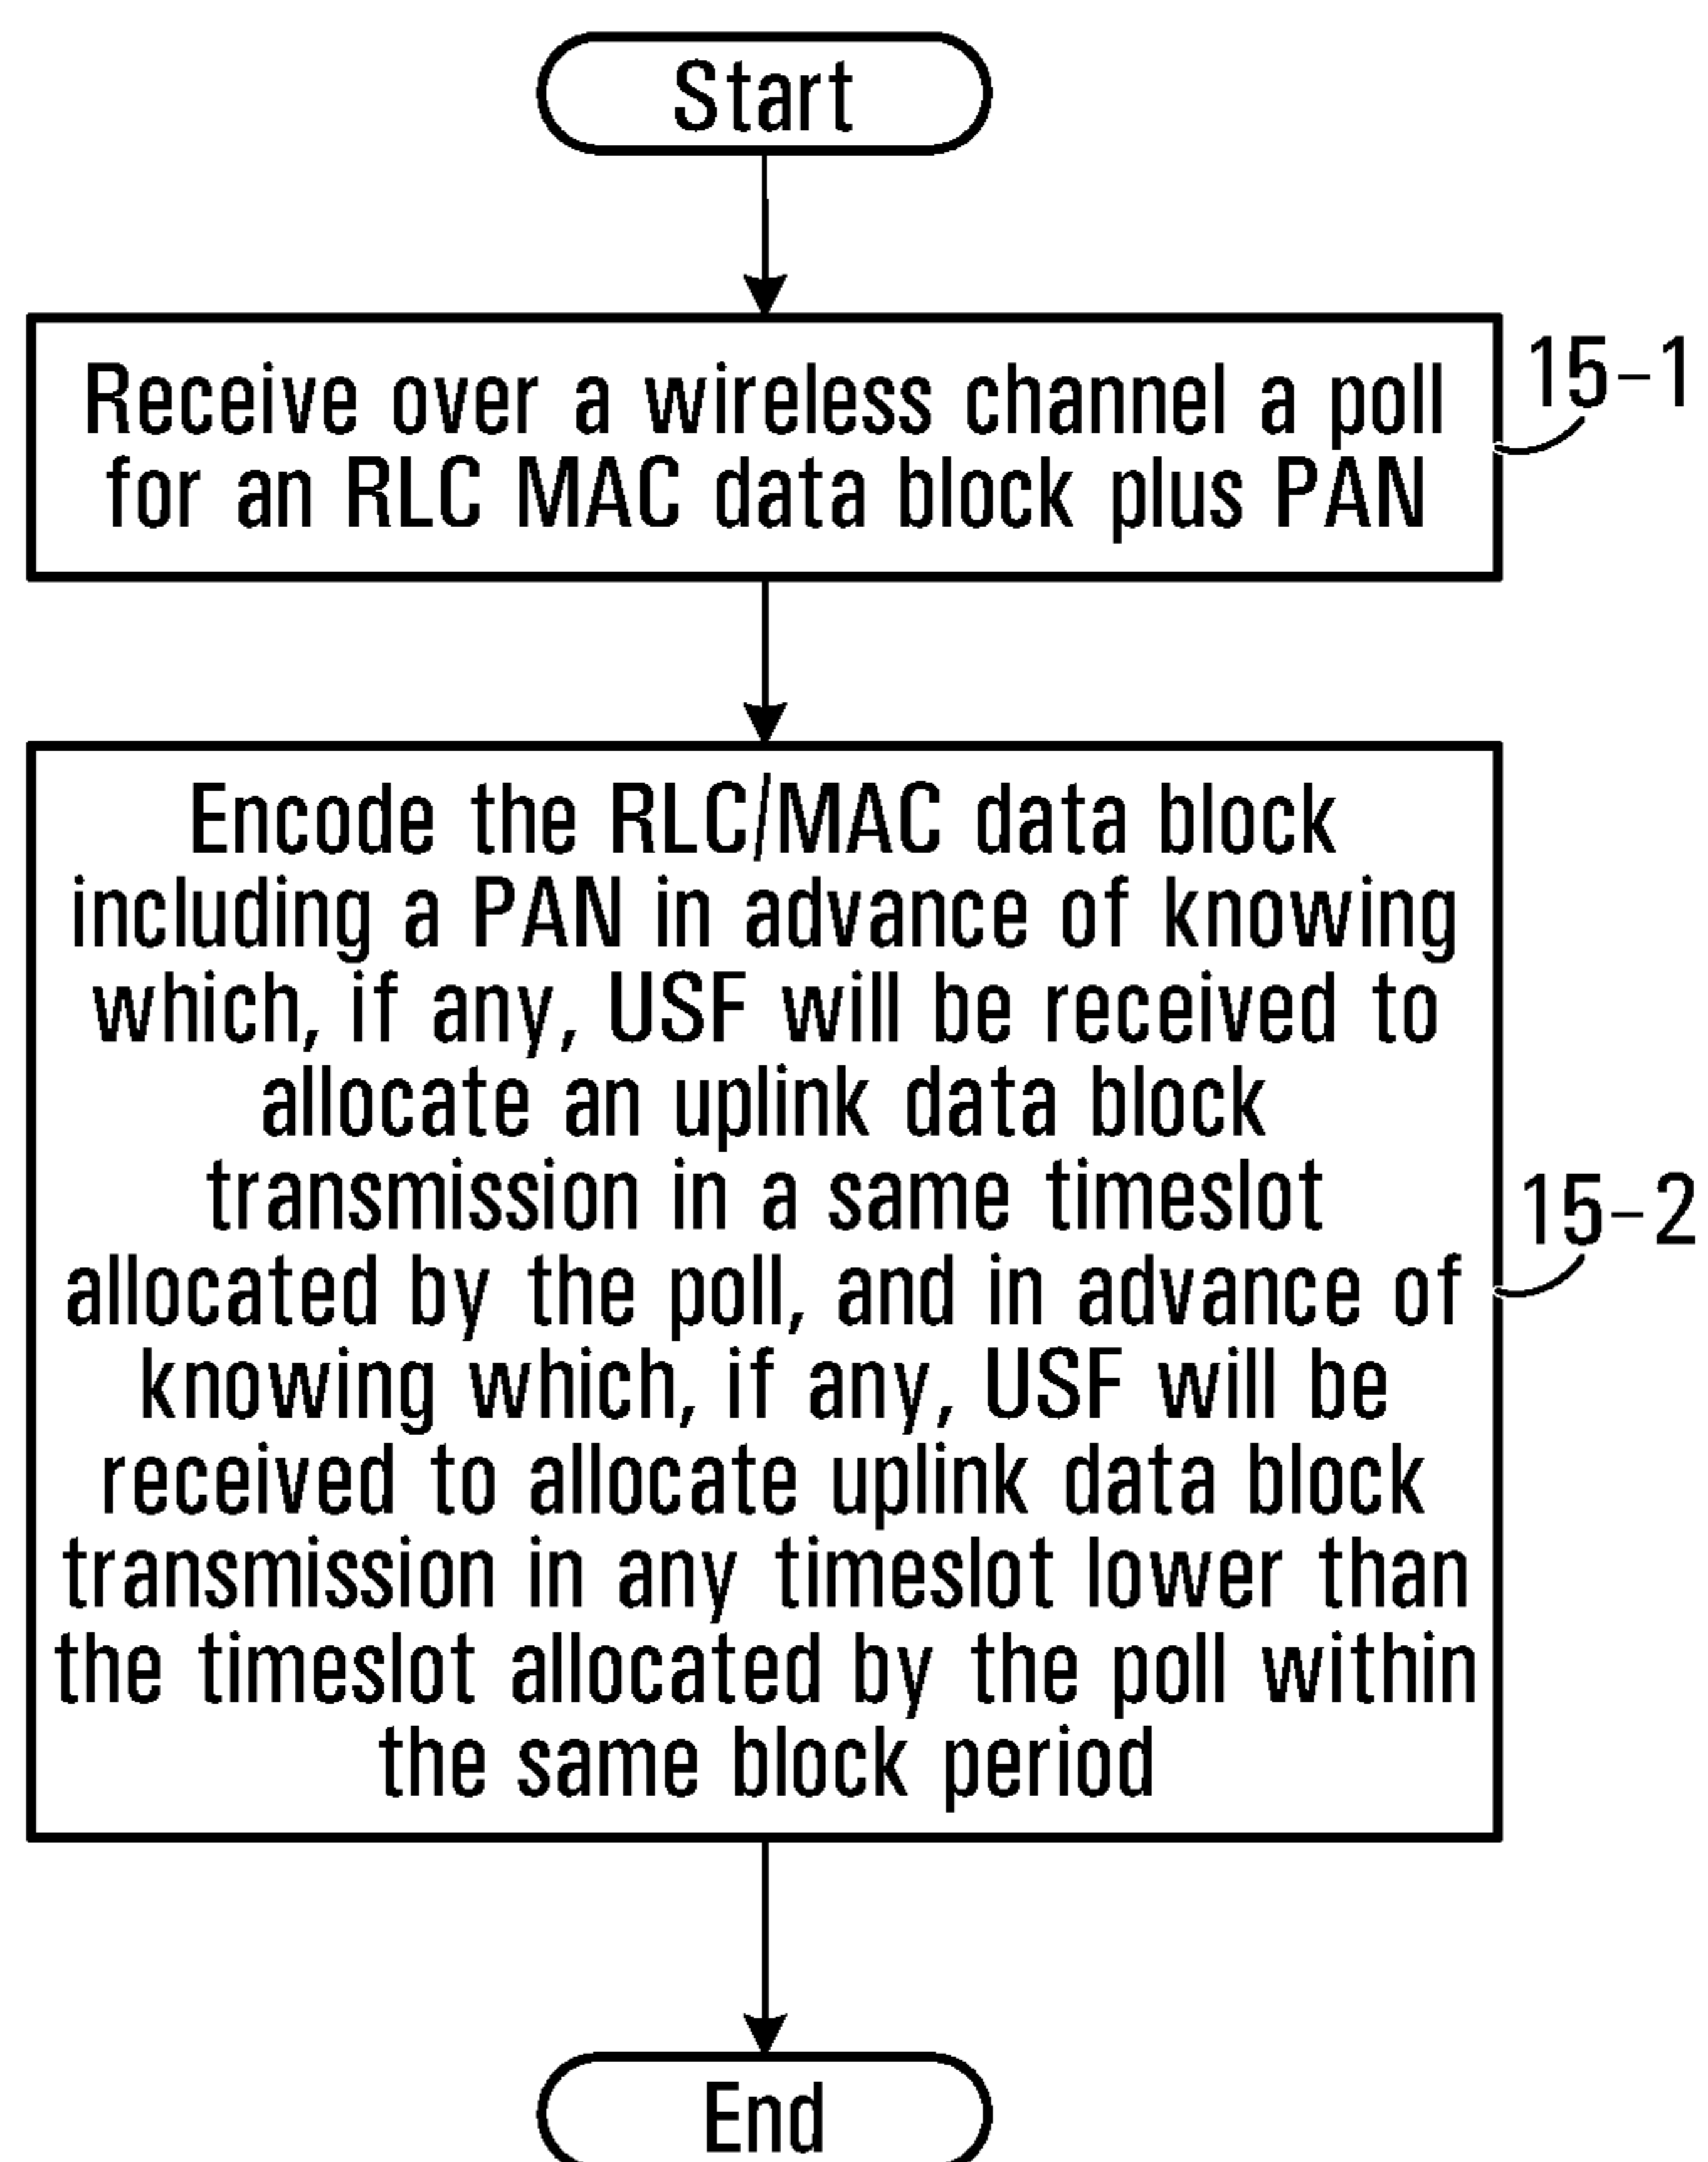 Start
Receive over a wireless channel a poll
for an RLC MAC data block plus PAN
15-1
Encode the RLC/MAC data block
including a PAN in advance of knowing
which, if any, USF will be received to
allocate an uplink data block
transmission in a same timeslot
allocated by the poll, and in advance of
knowing which, if any, USF will be
received to allocate uplink data block
transmission in any timeslot lower than
the timeslot allocated by the poll within
the same block period
15-2
End